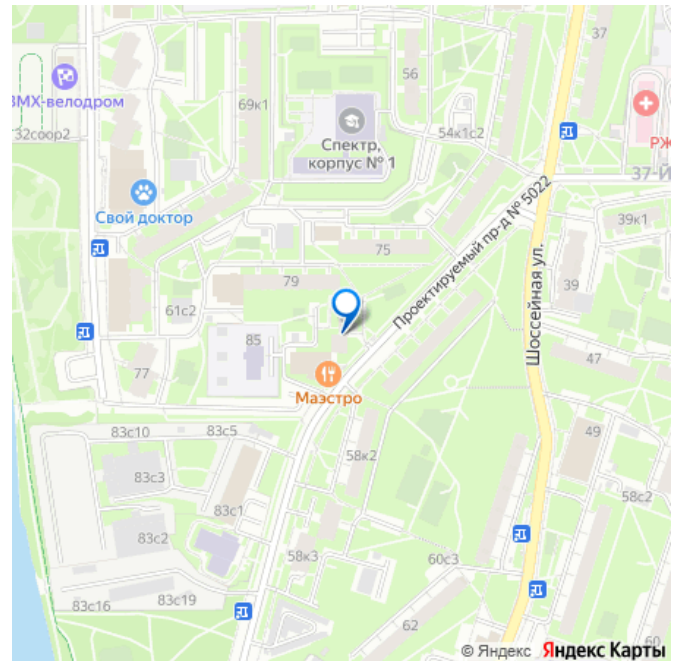 37
56
BMX-велодром
69к1
32соор2
Спектр,
корпус № 1
54к1с2
РЖ
37-Й
Свой доктор
39к1
75
Проектируемый пр-д № 5022
Шоссейная ул.
79
39
61с2
85
47
77
Маэстро
83с10
83с5
49
58к2
83с3
58с2
83с1
83с2
58к3
60с3
83с16
83с19
62
60
© Яндекс Яндекс Карты